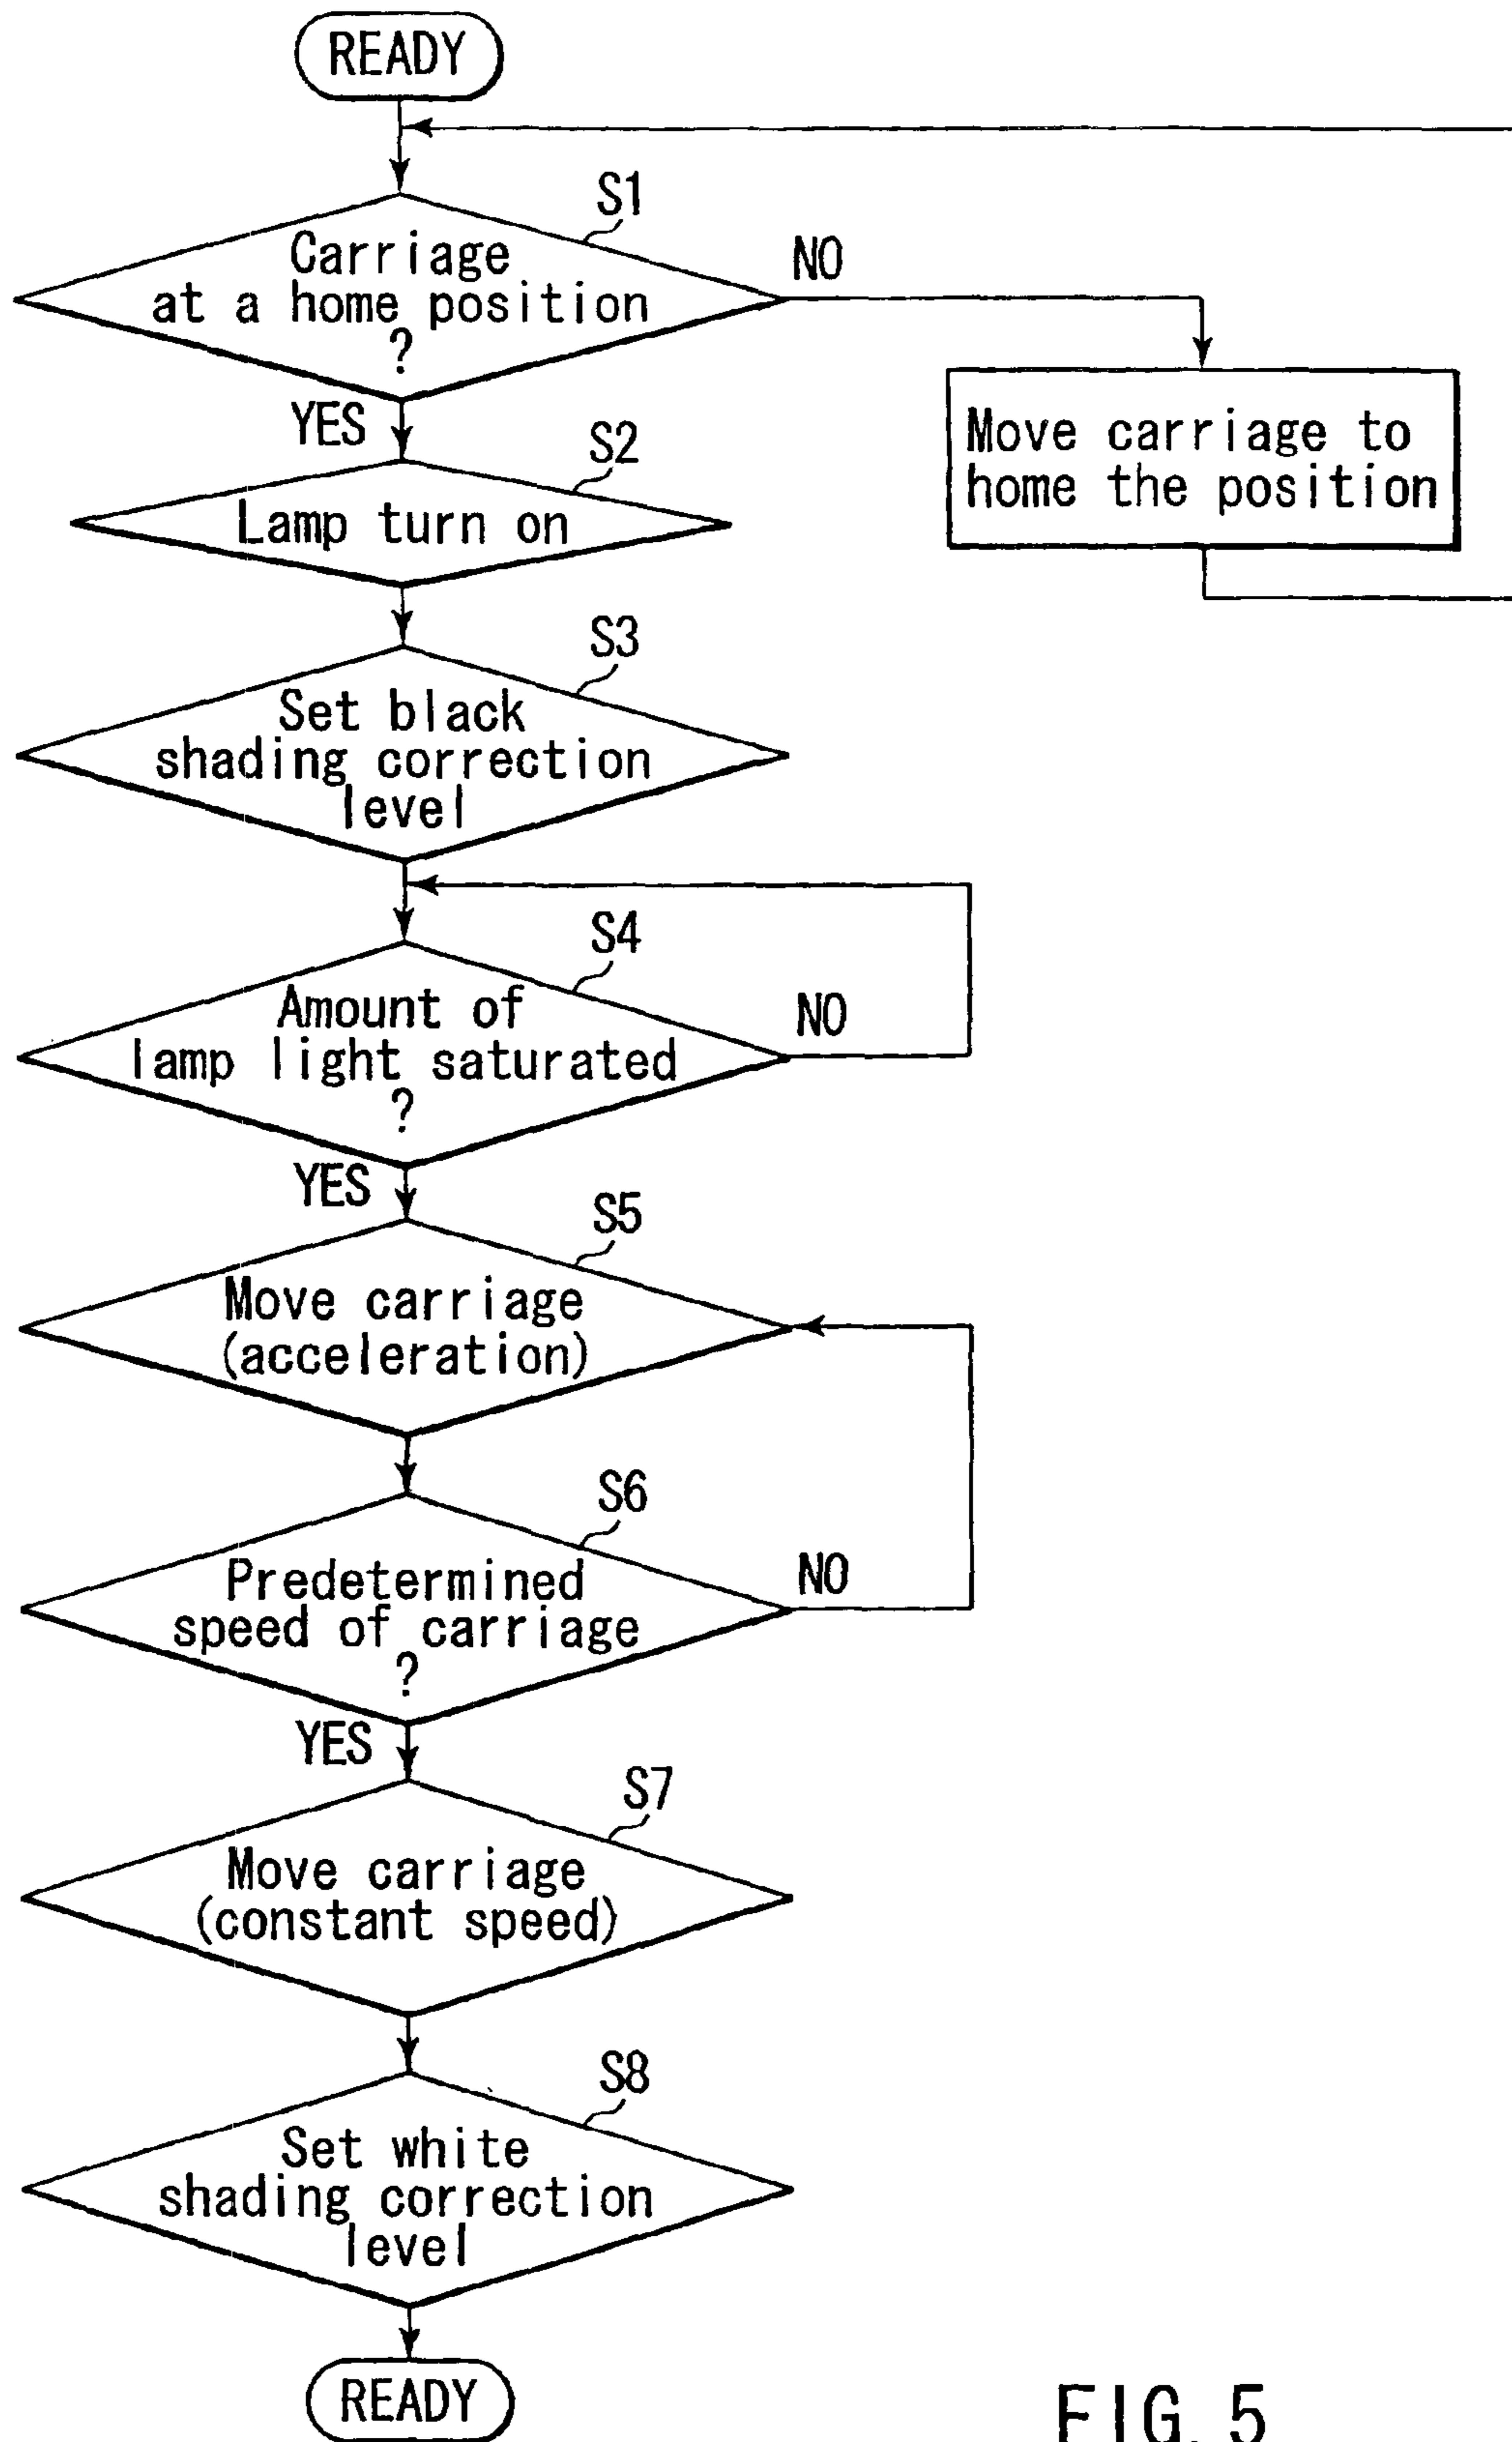 READY
S1
Carriage
at a home position
?
NO
YES
Move carriage to
home the position
S2
Lamp turn on
S3
Set black
shading correction
level
S4
Amount of
lamp light saturated
?
NO
YES
S5
Move carriage
(acceleration)
S6
Predetermined
speed of carriage
?
NO
YES
S7
Move carriage
(constant speed)
S8
Set white
shading correction
level
READY
FIG. 5